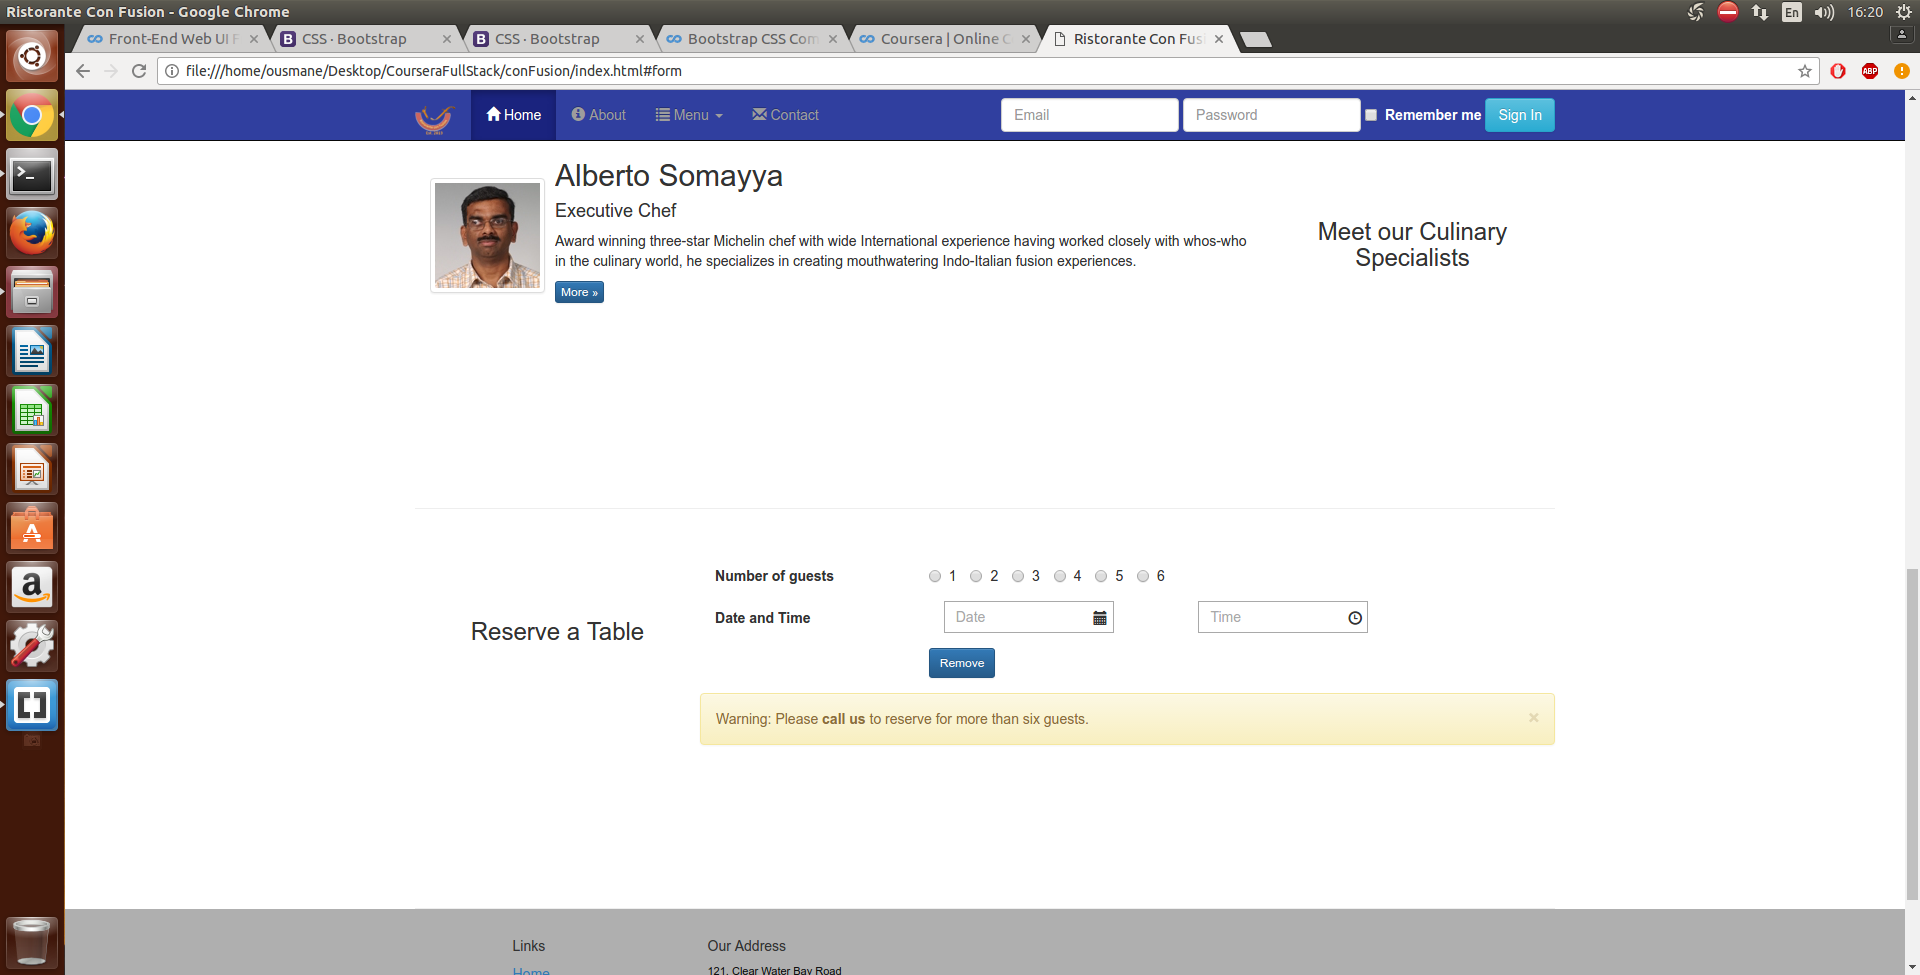 Ristorante Con Fusion - Google Chrome
En
16:20
Front-End Web UI F
CSS · Bootstrap
CSS · Bootstrap
Bootstrap CSS Com
Coursera | Online C
Ristorante Con Fus
file:///home/ousmane/Desktop/CourseraFullStack/conFusion/index.html#form
ABP
Home
About
Menu
Contact
Email
Password
Remember me
Sign In
Alberto Somayya
Executive Chef
Award winning three-star Michelin chef with wide International experience having worked closely with whos-who
in the culinary world, he specializes in creating mouthwatering Indo-Italian fusion experiences.
More »
Meet our Culinary
Specialists
Reserve a Table
Number of guests
1 2 3 4 5 6
Date and Time
Date
Time
Remove
Warning: Please call us to reserve for more than six guests.
×
Links
Our Address
Home
121, Clear Water Bay Road